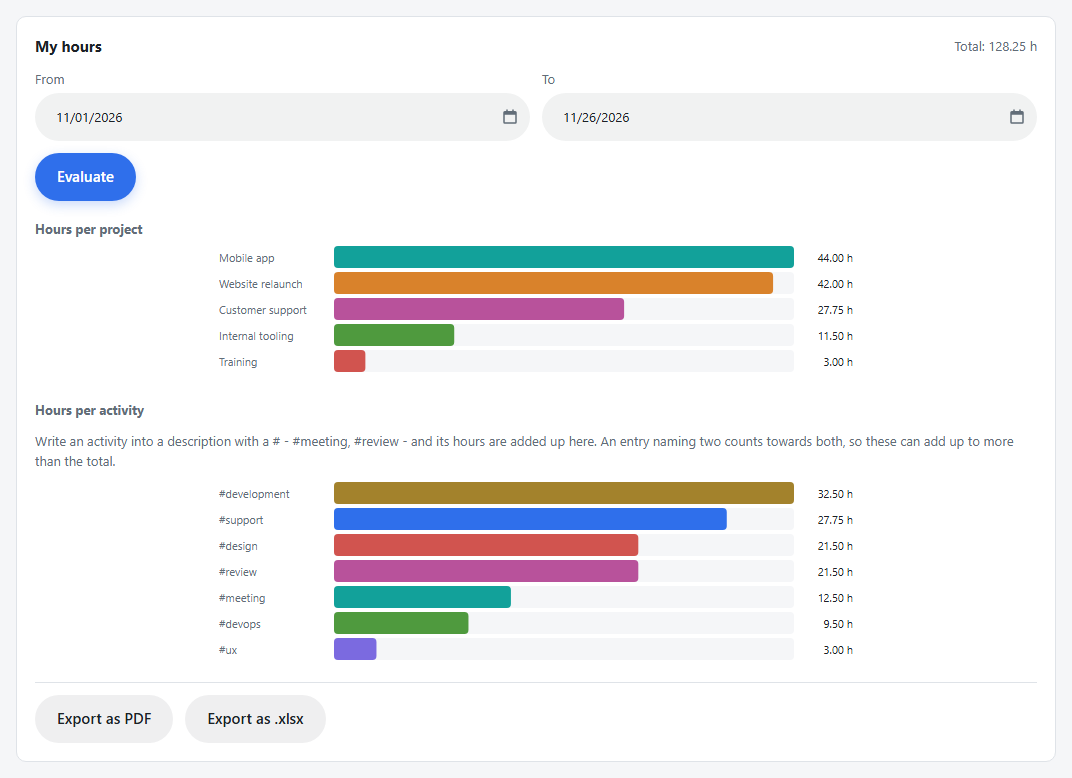 My hours
Total: 128.25 h
From
To
11/01/2026
11/26/2026
Evaluate
Hours per project
Mobile app 44.00 h
Website relaunch 42.00 h
Customer support 27.75 h
Internal tooling 11.50 h
Training 3.00 h
Hours per activity
Write an activity into a description with a # - #meeting, #review - and its hours are added up here. An entry naming two counts towards both, so these can add up to more
than the total.
#development 32.50 h
#support 27.75 h
#design 21.50 h
#review 21.50 h
#meeting 12.50 h
#devops 9.50 h
#ux 3.00 h
Export as PDF
Export as .xlsx